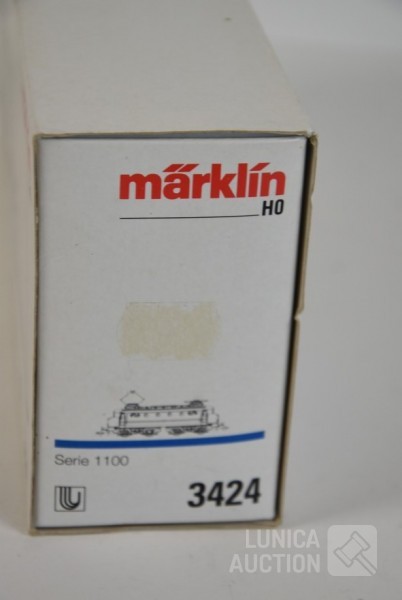 märklin
H0
Serie 1100
3424
LUNICA
AUCTION